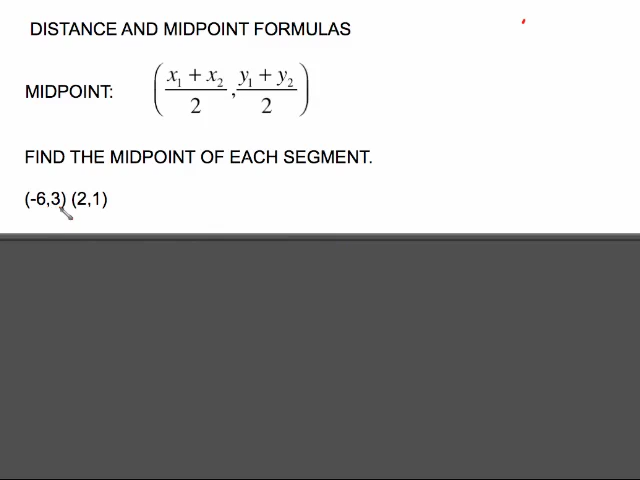 DISTANCE AND MIDPOINT FORMULAS
MIDPOINT: (x₁ + x₂ / 2, y₁ + y₂ / 2)
FIND THE MIDPOINT OF EACH SEGMENT.
(-6,3) (2,1)